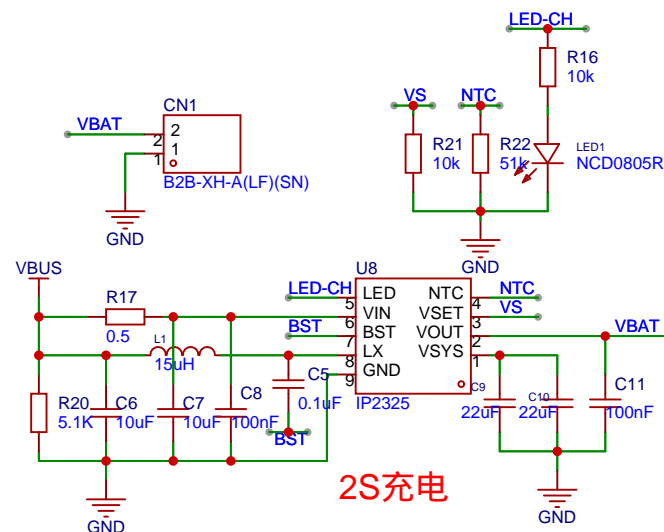 LED-CH
R16
10k
CN1
VBAT
2
2
1
1
B2B-XH-A(LF)(SN)
GND
VS
NTC
R21
10k
R22
51k
LED1
NCD0805R
GND
VBUS
R17
0.5
L1
15uH
R20
5.1K
C6
10uF
C7
10uF
C8
100nF
C5
0.1uF
BST
GND
U8
LED-CH
5
LED
NTC
4
NTC
6
VIN
VSET
3
VS
BST
7
BST
VOUT
2
VBAT
8
LX
VSYS
1
9
GND
IP2325
C9
22uF
C10
22uF
C11
100nF
GND
2S充电